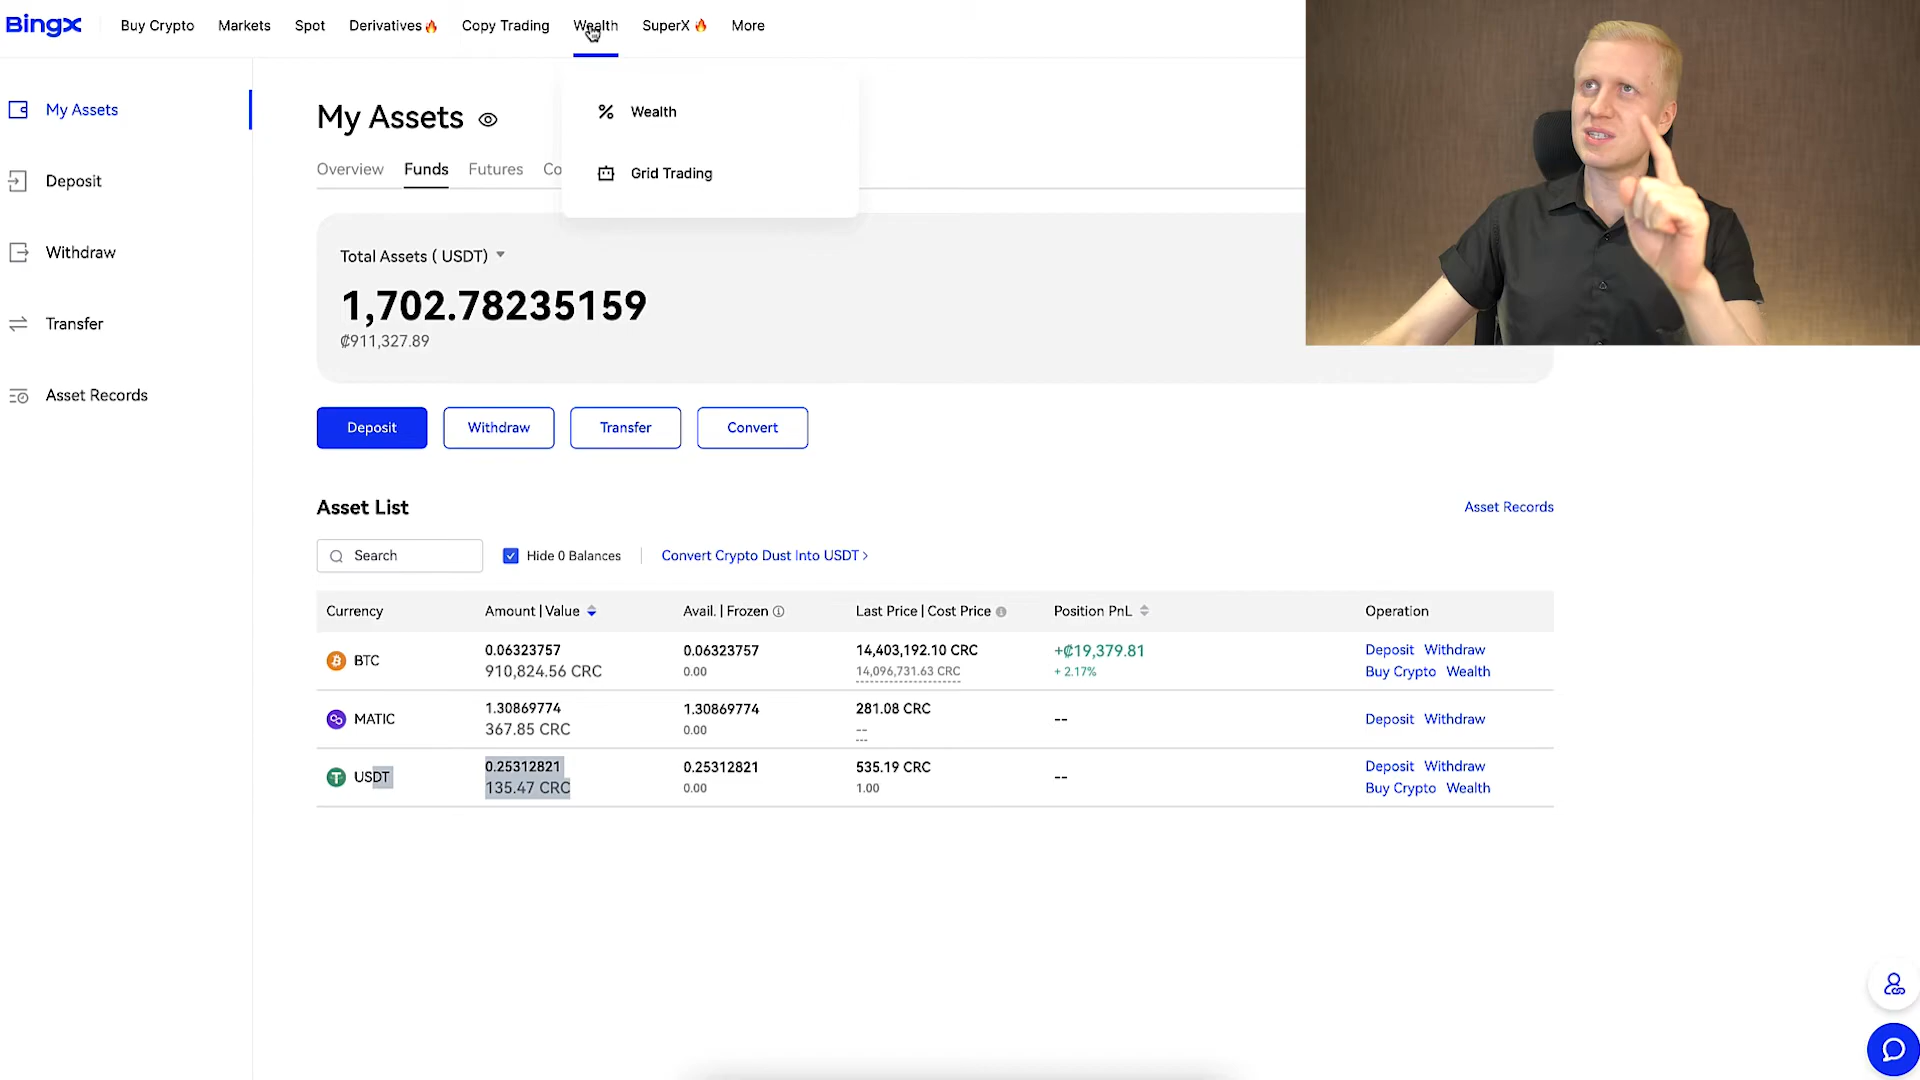 BingX
Buy Crypto Markets Spot Derivatives Copy Trading Wealth SuperX More
My Assets
Deposit
Withdraw
Transfer
Asset Records
Wealth
Grid Trading
My Assets
Overview Funds Futures Co
Total Assets ( USDT)
1,702.78235159
₡911,327.89
Deposit Withdraw Transfer Convert
Asset List Asset Records
Search Hide 0 Balances Convert Crypto Dust Into USDT >
Currency Amount | Value Avail. | Frozen Last Price | Cost Price Position PnL Operation
BTC
0.06323757
910,824.56 CRC
0.06323757
0.00
14,403,192.10 CRC
14,096,731.63 CRC
+₡19,379.81
+ 2.17%
Deposit Withdraw
Buy Crypto Wealth
MATIC
1.30869774
367.85 CRC
1.30869774
0.00
281.08 CRC
--
--
Deposit Withdraw
USDT
0.25312821
135.47 CRC
0.25312821
0.00
535.19 CRC
1.00
--
Deposit Withdraw
Buy Crypto Wealth